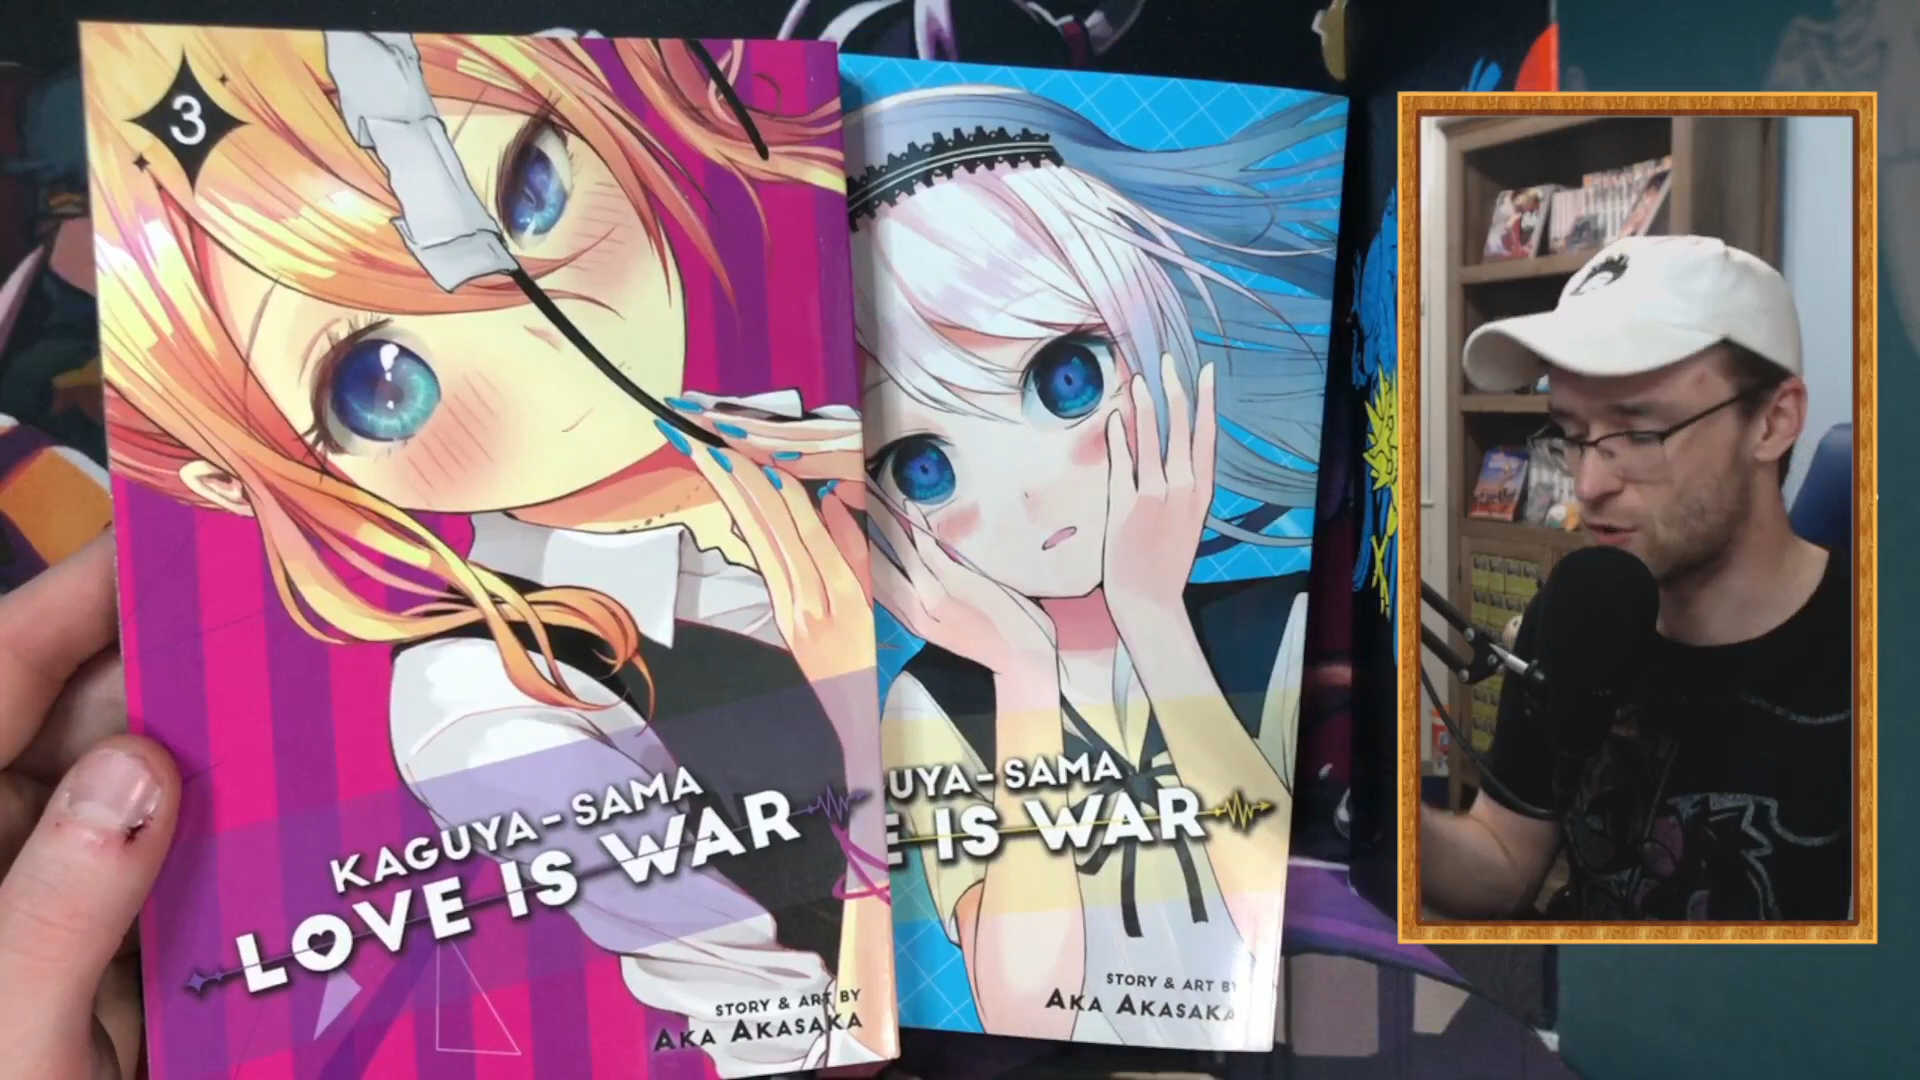 3
KAGUYA-SAMA
LOVE IS WAR
STORY & ART BY
AKA AKASAKA
GUYA-SAMA
E IS WAR
STORY & ART BY
AKA AKASAKA